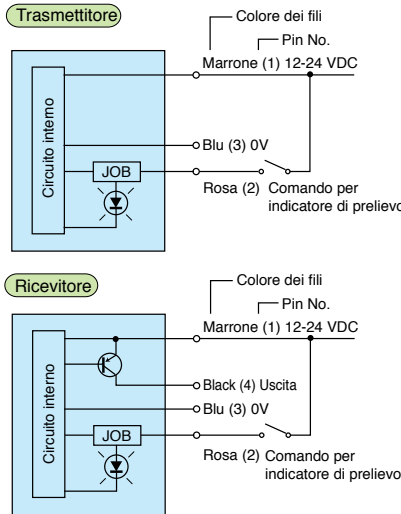 Trasmettitore
Colore dei fili
Pin No.
Marrone (1) 12-24 VDC
Circuito interno
Blu (3) 0V
JOB
Rosa (2) Comando per
indicatore di prelievo
Ricevitore
Colore dei fili
Pin No.
Marrone (1) 12-24 VDC
Circuito interno
Black (4) Uscita
Blu (3) 0V
JOB
Rosa (2) Comando per
indicatore di prelievo